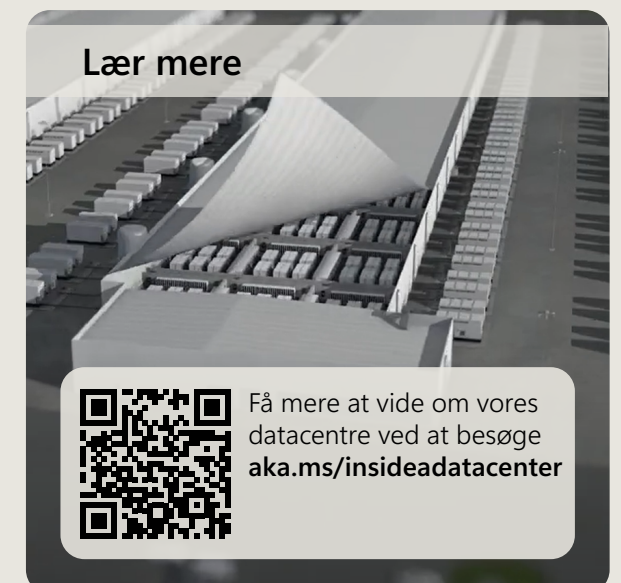 Lær mere
Få mere at vide om vores
datacentre ved at besøge
aka.ms/insideadatacenter